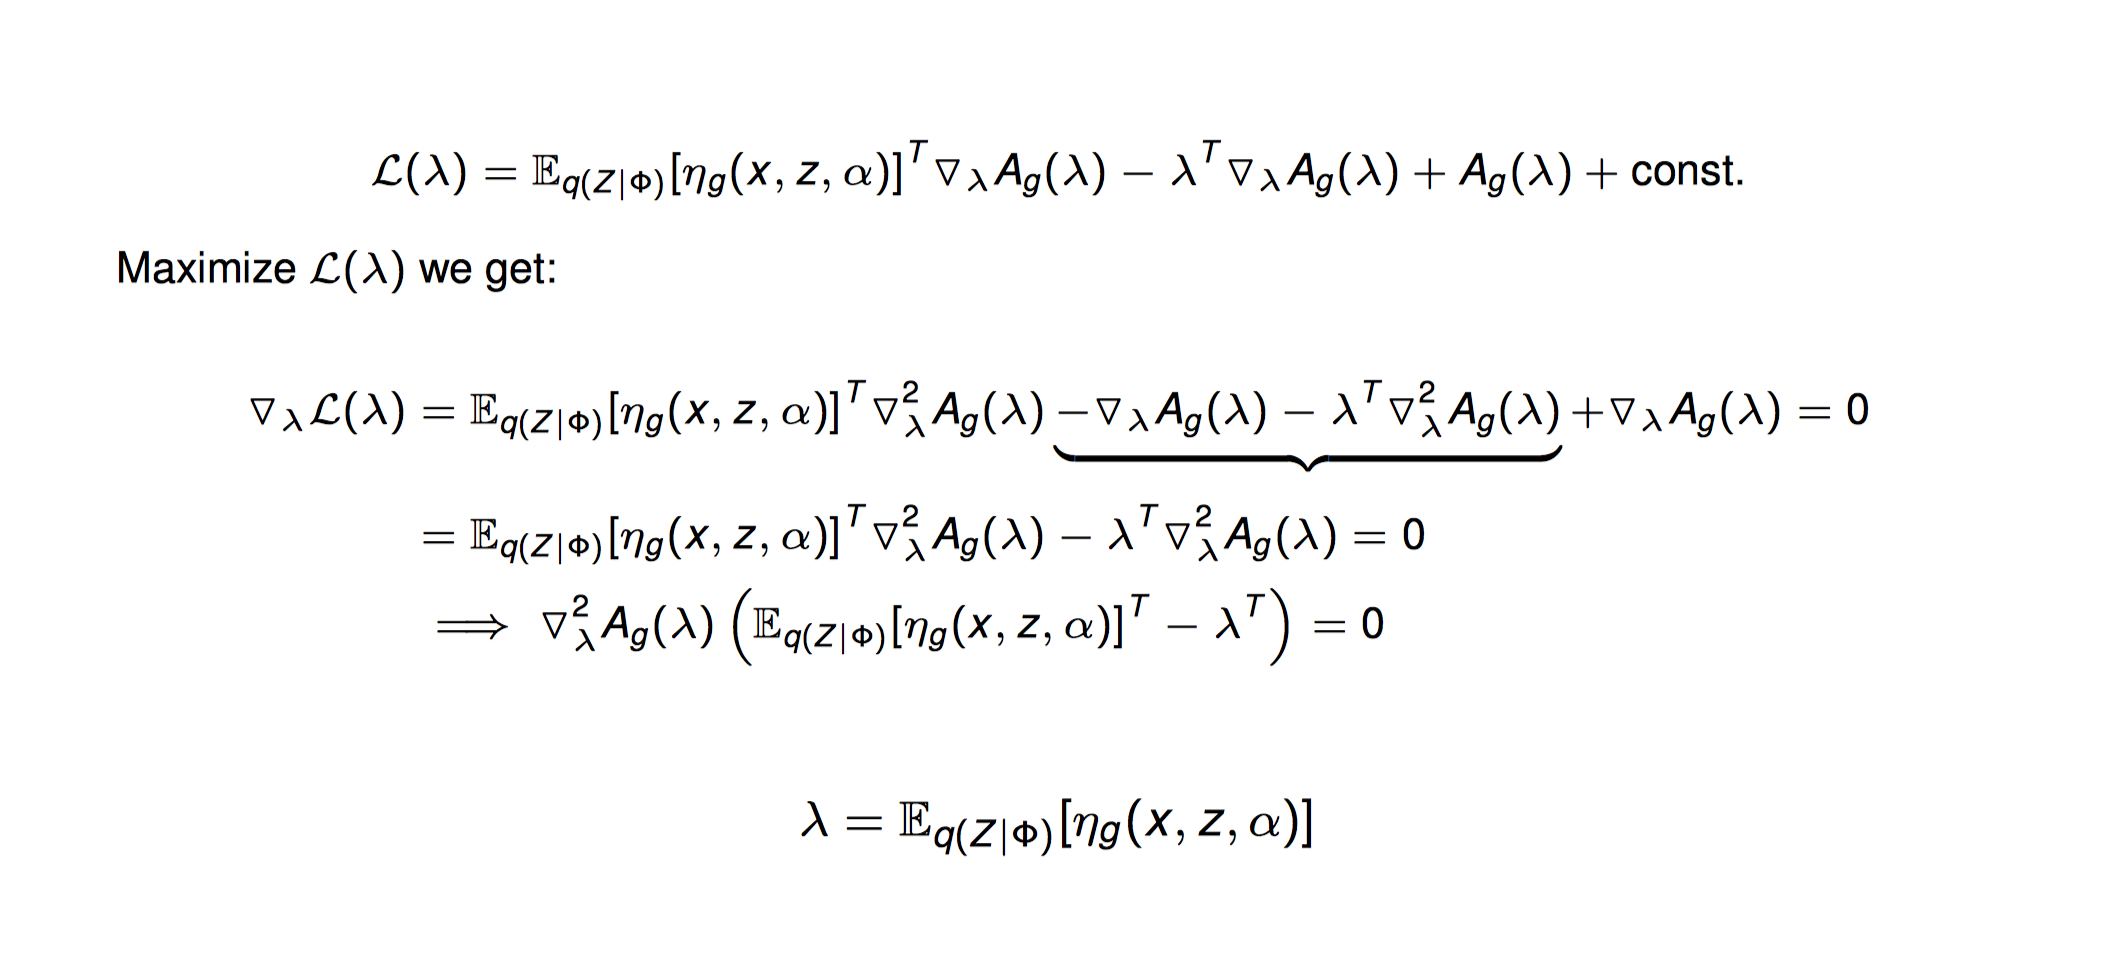 ℒ(λ) = 𝔼_{q(Z|Φ)}[η_g(x, z, α)]^T ∇_λ A_g(λ) − λ^T ∇_λ A_g(λ) + A_g(λ) + const.
Maximize ℒ(λ) we get:
∇_λ ℒ(λ) = 𝔼_{q(Z|Φ)}[η_g(x, z, α)]^T ∇²_λ A_g(λ) −∇_λ A_g(λ) − λ^T ∇²_λ A_g(λ) +∇_λ A_g(λ) = 0
= 𝔼_{q(Z|Φ)}[η_g(x, z, α)]^T ∇²_λ A_g(λ) − λ^T ∇²_λ A_g(λ) = 0
⟹ ∇²_λ A_g(λ) (𝔼_{q(Z|Φ)}[η_g(x, z, α)]^T − λ^T) = 0
λ = 𝔼_{q(Z|Φ)}[η_g(x, z, α)]